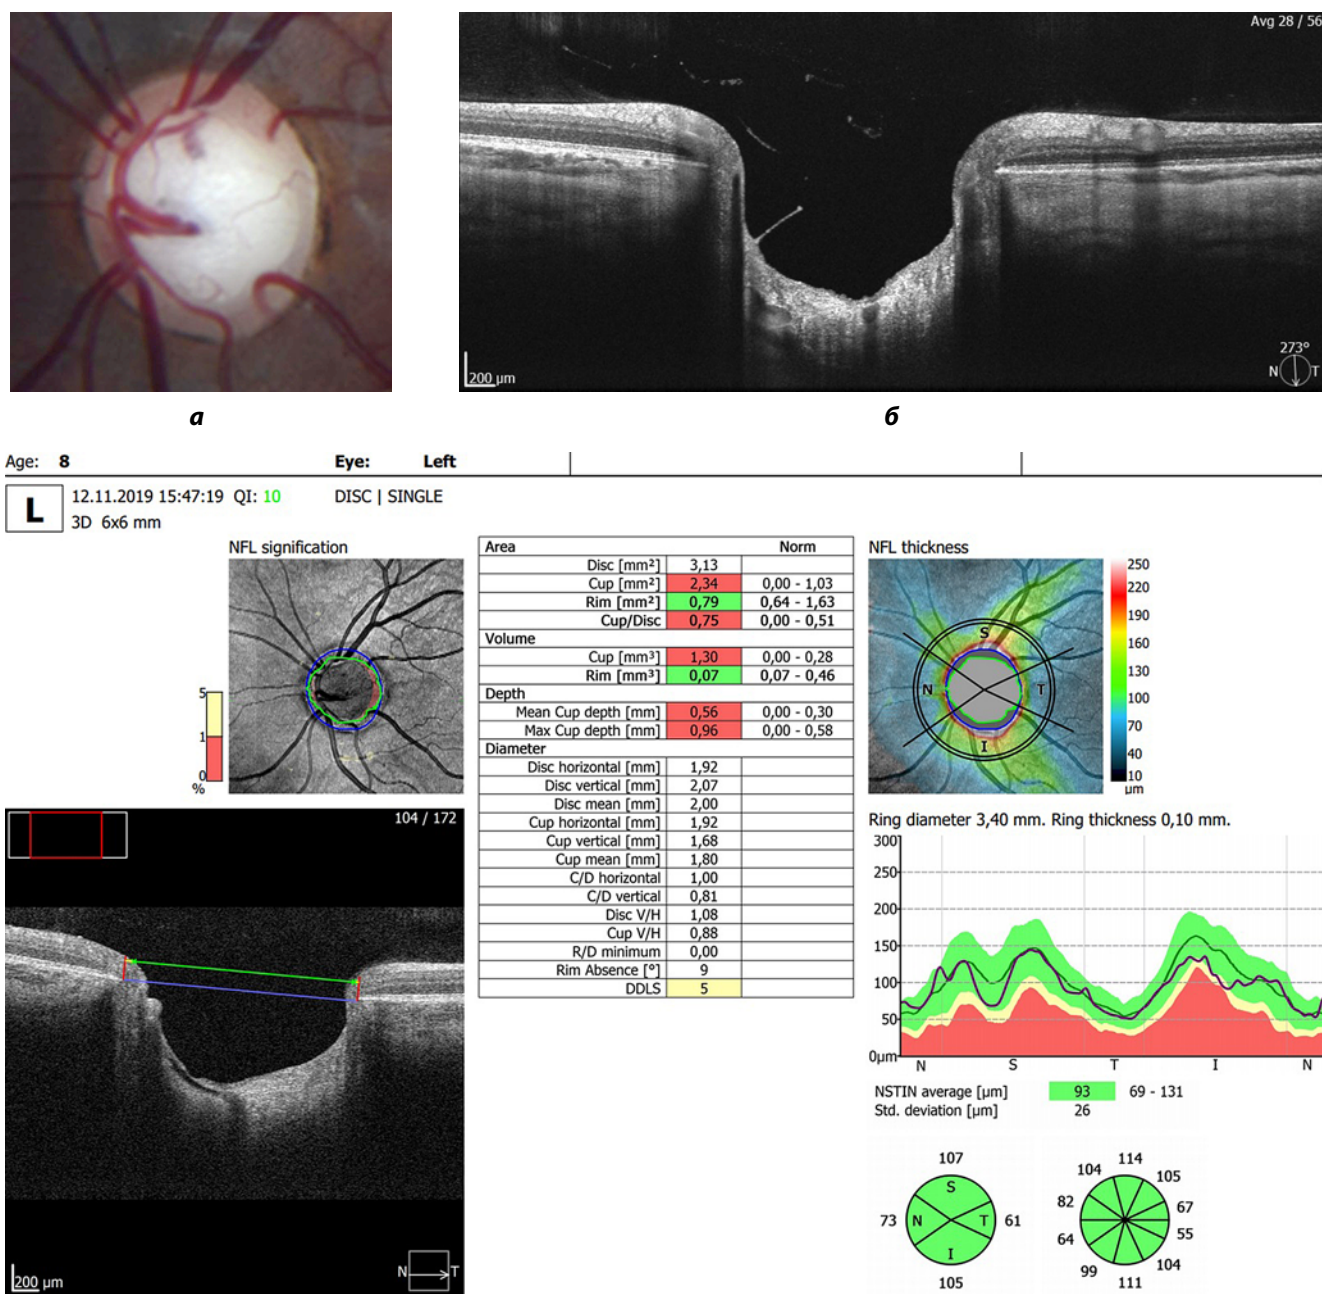 Avg 28 / 56
200 µm
273°
N T
а
б
Age: 8 Eye: Left
L
12.11.2019 15:47:19 QI: 10 DISC | SINGLE
3D 6x6 mm
NFL signification
5
1
0
%
Area Norm
Disc [mm²] 3,13
Cup [mm²] 2,34 0,00 - 1,03
Rim [mm²] 0,79 0,64 - 1,63
Cup/Disc 0,75 0,00 - 0,51
Volume
Cup [mm³] 1,30 0,00 - 0,28
Rim [mm³] 0,07 0,07 - 0,46
Depth
Mean Cup depth [mm] 0,56 0,00 - 0,30
Max Cup depth [mm] 0,96 0,00 - 0,58
Diameter
Disc horizontal [mm] 1,92
Disc vertical [mm] 2,07
Disc mean [mm] 2,00
Cup horizontal [mm] 1,92
Cup vertical [mm] 1,68
Cup mean [mm] 1,80
C/D horizontal 1,00
C/D vertical 0,81
Disc V/H 1,08
Cup V/H 0,88
R/D minimum 0,00
Rim Absence [°] 9
DDLS 5
NFL thickness
S
N T
I
250
220
190
160
130
100
70
40
10
µm
104 / 172
200 µm
N T
Ring diameter 3,40 mm. Ring thickness 0,10 mm.
300
250
200
150
100
50
0µm
N S T I N
NSTIN average [µm] 93 69 - 131
Std. deviation [µm] 26
107
S
73 N T 61
I
105
114
104 105
82 67
64 55
99 104
111